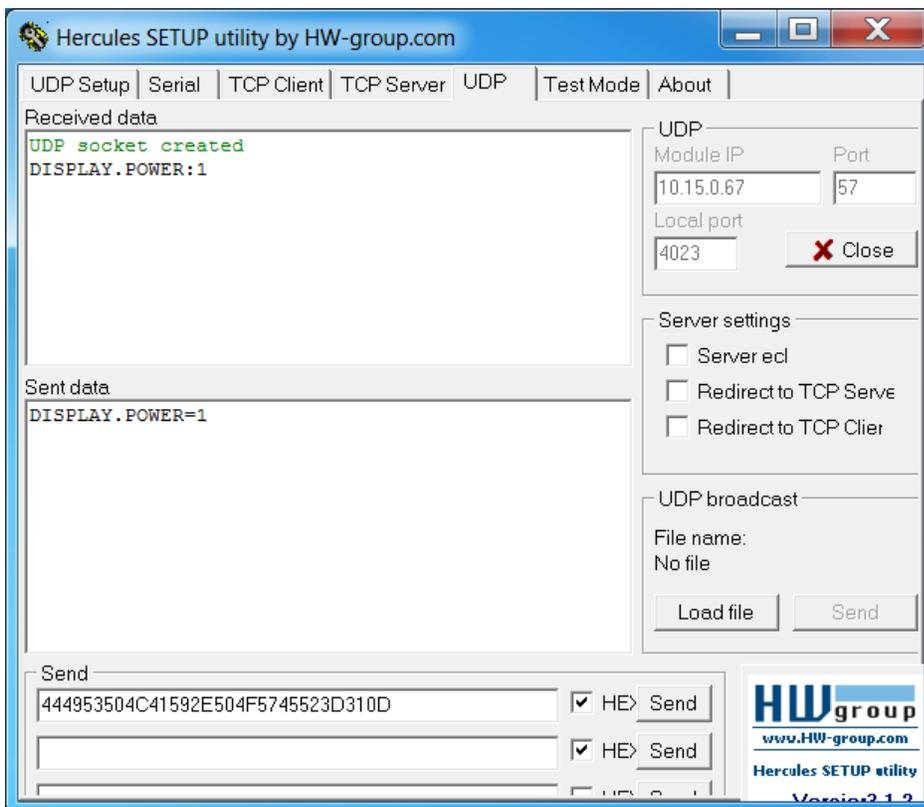 Hercules SETUP utility by HW-group.com
UDP Setup
Serial
TCP Client
TCP Server
UDP
Test Mode
About
Received data
UDP socket created
DISPLAY.POWER:1
Sent data
DISPLAY.POWER=1
UDP
Module IP
Port
10.15.0.67
57
Local port
4023
Close
Server settings
Server ecl
Redirect to TCP Serve
Redirect to TCP Clier
UDP broadcast
File name:
No file
Load file
Send
Send
444953504C41592E504F5745523D310D
HEX
Send
HEX
Send
HW group
www.HW-group.com
Hercules SETUP utility